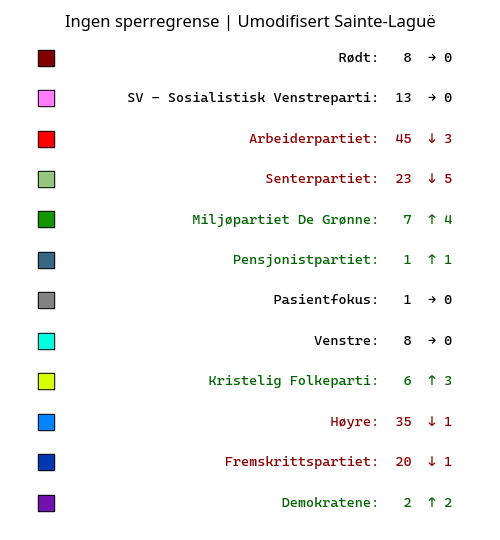 Ingen sperregrense | Umodifisert Sainte-Laguë
Rødt: 8 → 0
SV – Sosialistisk Venstreparti: 13 → 0
Arbeiderpartiet: 45 ↓ 3
Senterpartiet: 23 ↓ 5
Miljøpartiet De Grønne: 7 ↑ 4
Pensjonistpartiet: 1 ↑ 1
Pasientfokus: 1 → 0
Venstre: 8 → 0
Kristelig Folkeparti: 6 ↑ 3
Høyre: 35 ↓ 1
Fremskrittspartiet: 20 ↓ 1
Demokratene: 2 ↑ 2